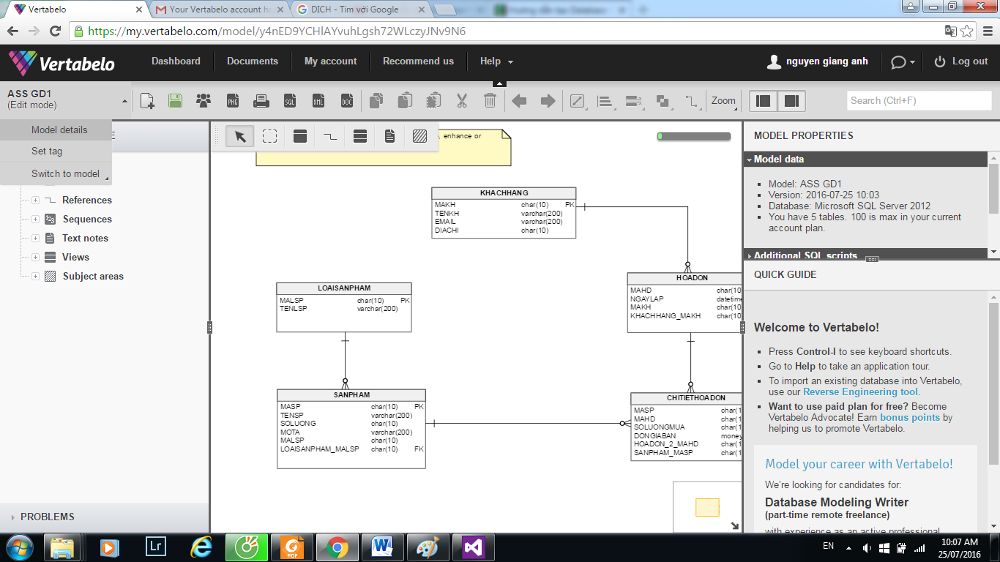 Vertabelo
Your Vertabelo account ha
DICH - Tìm với Google
Hướng dẫn tạo Database
https://my.vertabelo.com/model/y4nED9YCHlAYvuhLgsh72WLczyJNv9N6
Vertabelo
Dashboard
Documents
My account
Recommend us
Help
nguyen giang anh
Log out
ASS GD1
(Edit mode)
PNG
SQL
XML
DOC
Zoom
Search (Ctrl+F)
Model details
Set tag
Switch to model
E
References
Sequences
Text notes
Views
Subject areas
PROBLEMS
, enhance or
KHACHHANG
MAKH char(10) PK
TENKH varchar(200)
EMAIL varchar(200)
DIACHI char(10)
LOAISANPHAM
MALSP char(10) PK
TENLSP varchar(200)
HOADON
MAHD char(10
NGAYLAP datetime
MAKH char(10
KHACHHANG_MAKH char(10
SANPHAM
MASP char(10) PK
TENSP varchar(200)
SOLUONG char(10)
MOTA varchar(200)
MALSP char(10)
LOAISANPHAM_MALSP char(10) FK
CHITIETHOADON
MASP char(1
MAHD char(1
SOLUONGMUA char(1
DONGIABAN money
HOADON_2_MAHD char(1
SANPHAM_MASP char(1
MODEL PROPERTIES
Model data
Model: ASS GD1
Version: 2016-07-25 10:03
Database: Microsoft SQL Server 2012
You have 5 tables. 100 is max in your current
account plan.
Additional SQL scripts
QUICK GUIDE
Welcome to Vertabelo!
Press Control-I to see keyboard shortcuts.
Go to Help to take an application tour.
To import an existing database into Vertabelo,
use our Reverse Engineering tool.
Want to use paid plan for free? Become
Vertabelo Advocate! Earn bonus points by
helping us to promote Vertabelo.
Model your career with Vertabelo!
We're looking for candidates for:
Database Modeling Writer
(part-time remote freelance)
with experience as an active professional
Lr
PDF
EN
10:07 AM
25/07/2016